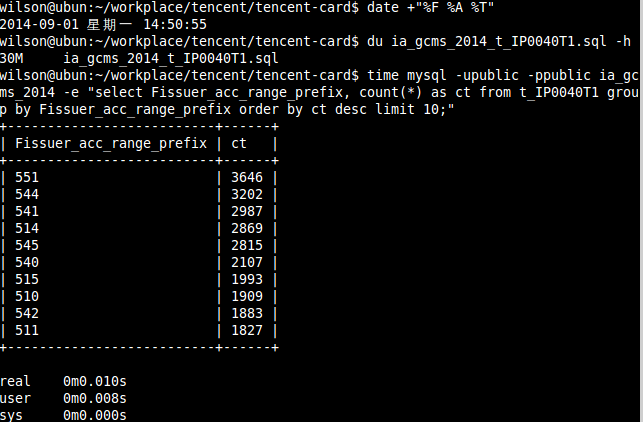 wilson@ubun:~/workplace/tencent/tencent-card$ date +"%F %A %T"
2014-09-01 星期一 14:50:55
wilson@ubun:~/workplace/tencent/tencent-card$ du ia_gcms_2014_t_IP0040T1.sql -h
30M     ia_gcms_2014_t_IP0040T1.sql
wilson@ubun:~/workplace/tencent/tencent-card$ time mysql -upublic -ppublic ia_gc
ms_2014 -e "select Fissuer_acc_range_prefix, count(*) as ct from t_IP0040T1 grou
p by Fissuer_acc_range_prefix order by ct desc limit 10;"
+--------------------------+------+
| Fissuer_acc_range_prefix | ct   |
+--------------------------+------+
| 551                      | 3646 |
| 544                      | 3202 |
| 541                      | 2987 |
| 514                      | 2869 |
| 545                      | 2815 |
| 540                      | 2107 |
| 515                      | 1993 |
| 510                      | 1909 |
| 542                      | 1883 |
| 511                      | 1827 |
+--------------------------+------+
real    0m0.010s
user    0m0.008s
sys     0m0.000s